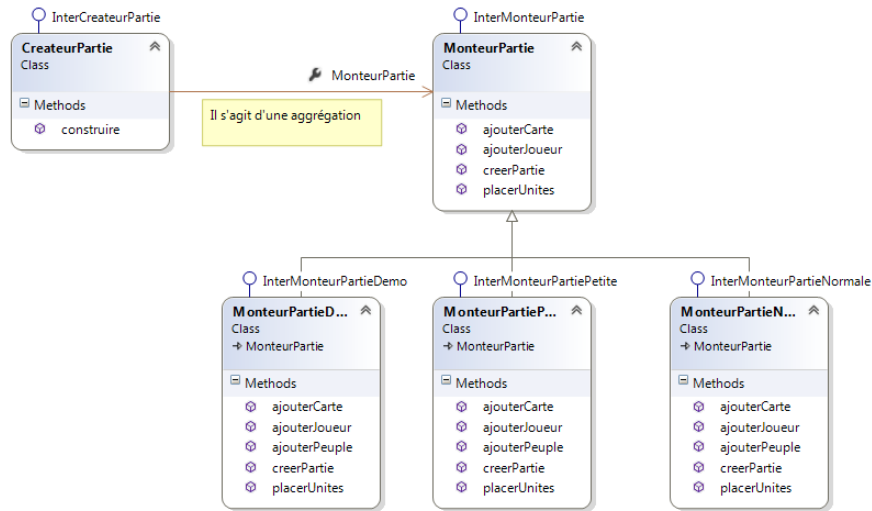 InterCreateurPartie
CreateurPartie
Class
Methods
construire
MonteurPartie
Il s'agit d'une aggrégation
InterMonteurPartie
MonteurPartie
Class
Methods
ajouterCarte
ajouterJoueur
creerPartie
placerUnites
InterMonteurPartieDemo
MonteurPartieD...
Class
MonteurPartie
Methods
ajouterCarte
ajouterJoueur
ajouterPeuple
creerPartie
placerUnites
InterMonteurPartiePetite
MonteurPartieP...
Class
MonteurPartie
Methods
ajouterCarte
ajouterJoueur
ajouterPeuple
creerPartie
placerUnites
InterMonteurPartieNormale
MonteurPartieN...
Class
MonteurPartie
Methods
ajouterCarte
ajouterJoueur
ajouterPeuple
creerPartie
placerUnites